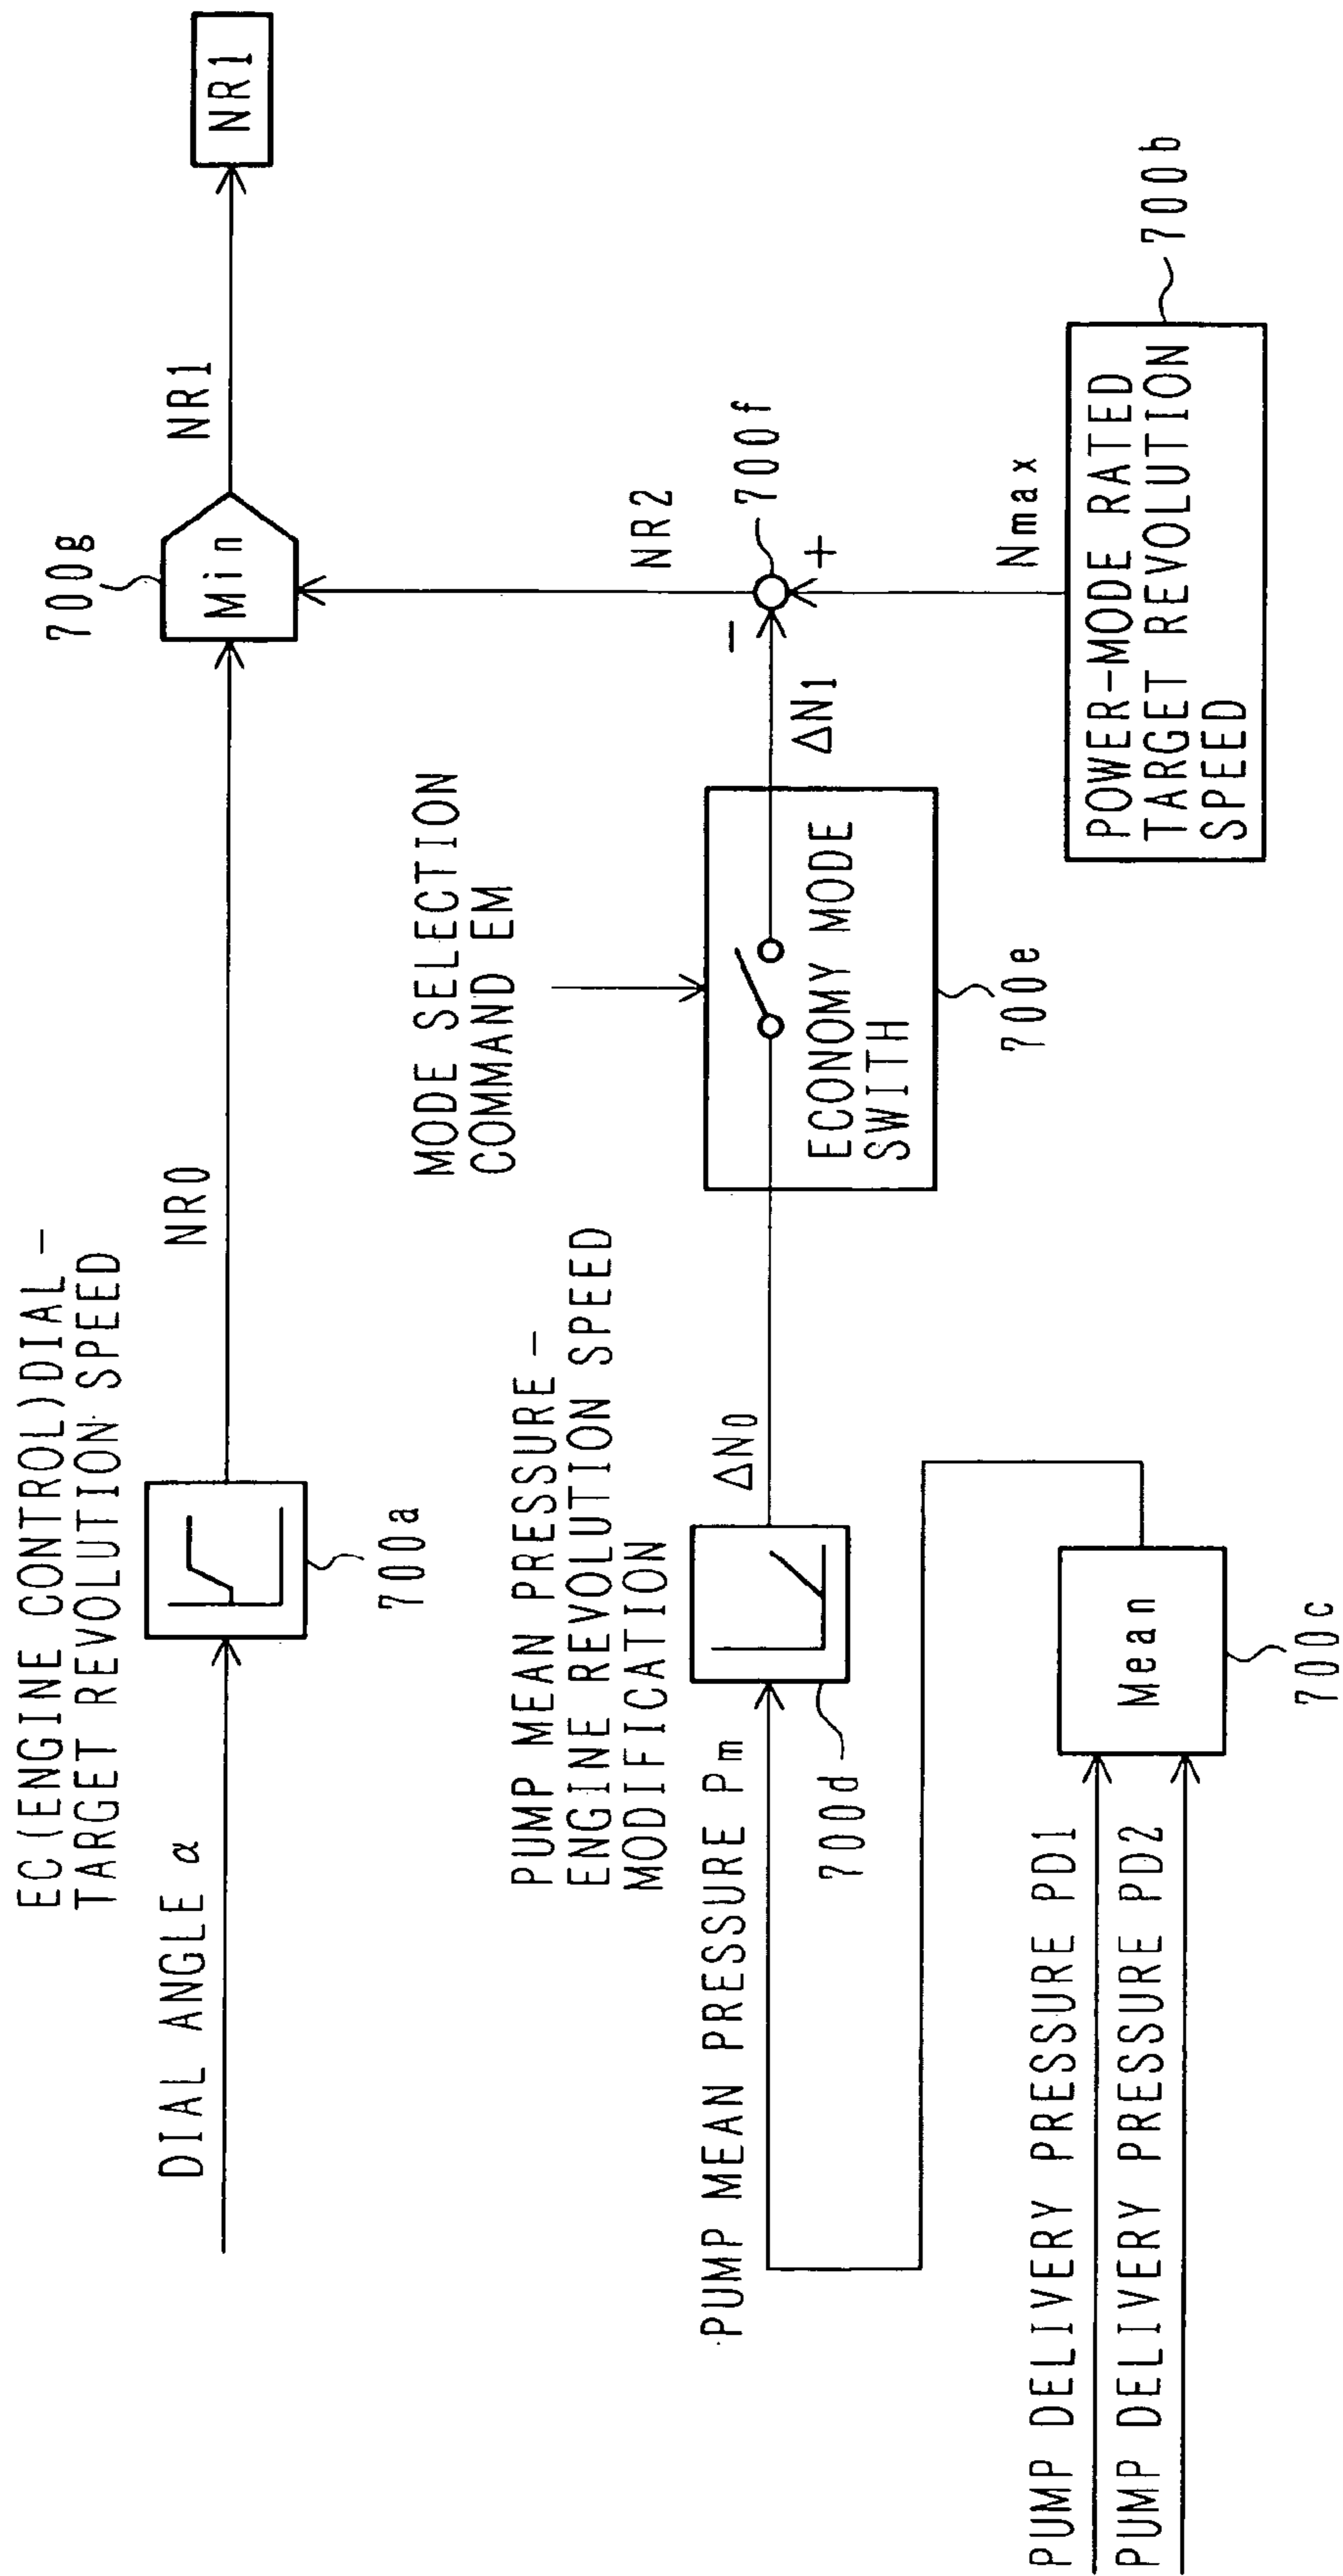 EC(ENGINE CONTROL)DIAL-
TARGET REVOLUTION SPEED
DIAL ANGLE α
700a
NR0
700g
Min
NR1
NR1
MODE SELECTION
COMMAND EM
PUMP MEAN PRESSURE-
ENGINE REVOLUTION SPEED
MODIFICATION
PUMP MEAN PRESSURE Pm
700d
ΔN0
ECONOMY MODE
SWITH
700e
ΔN1
-
+
NR2
700f
Nmax
PUMP DELIVERY PRESSURE PD1
PUMP DELIVERY PRESSURE PD2
Mean
700c
POWER-MODE RATED
TARGET REVOLUTION
SPEED
700b